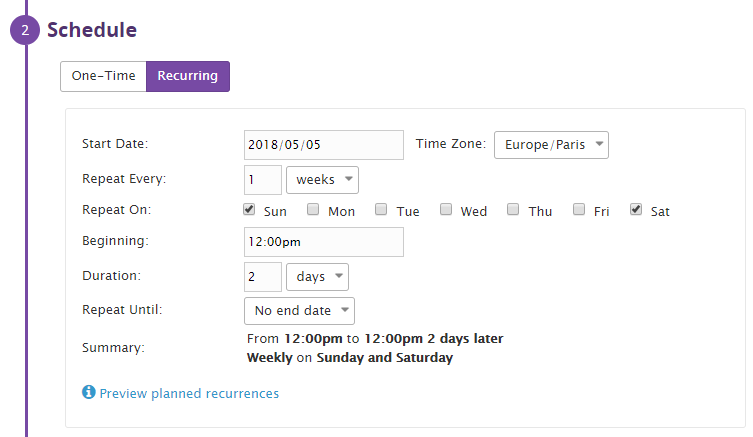 2 Schedule
One-Time Recurring
Start Date: 2018/05/05 Time Zone: Europe/Paris
Repeat Every: 1 weeks
Repeat On: Sun Mon Tue Wed Thu Fri Sat
Beginning: 12:00pm
Duration: 2 days
Repeat Until: No end date
Summary: From 12:00pm to 12:00pm 2 days later
Weekly on Sunday and Saturday
Preview planned recurrences